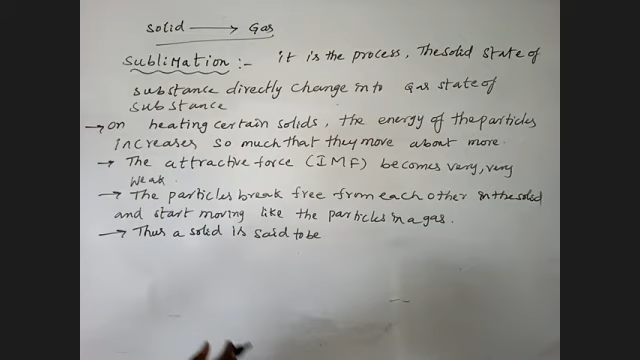 solid ⟶ Gas
Sublimation :- it is the process, The solid state of
substance directly change in to Gas state of
substance
→ on heating certain solids, the energy of the particles
increases so much that they move about more.
→ The attractive force (IMF) becomes very, very
weak.
→ The particles break free from each other in the solid
and start moving like the particles in a gas.
→ Thus a solid is said to be